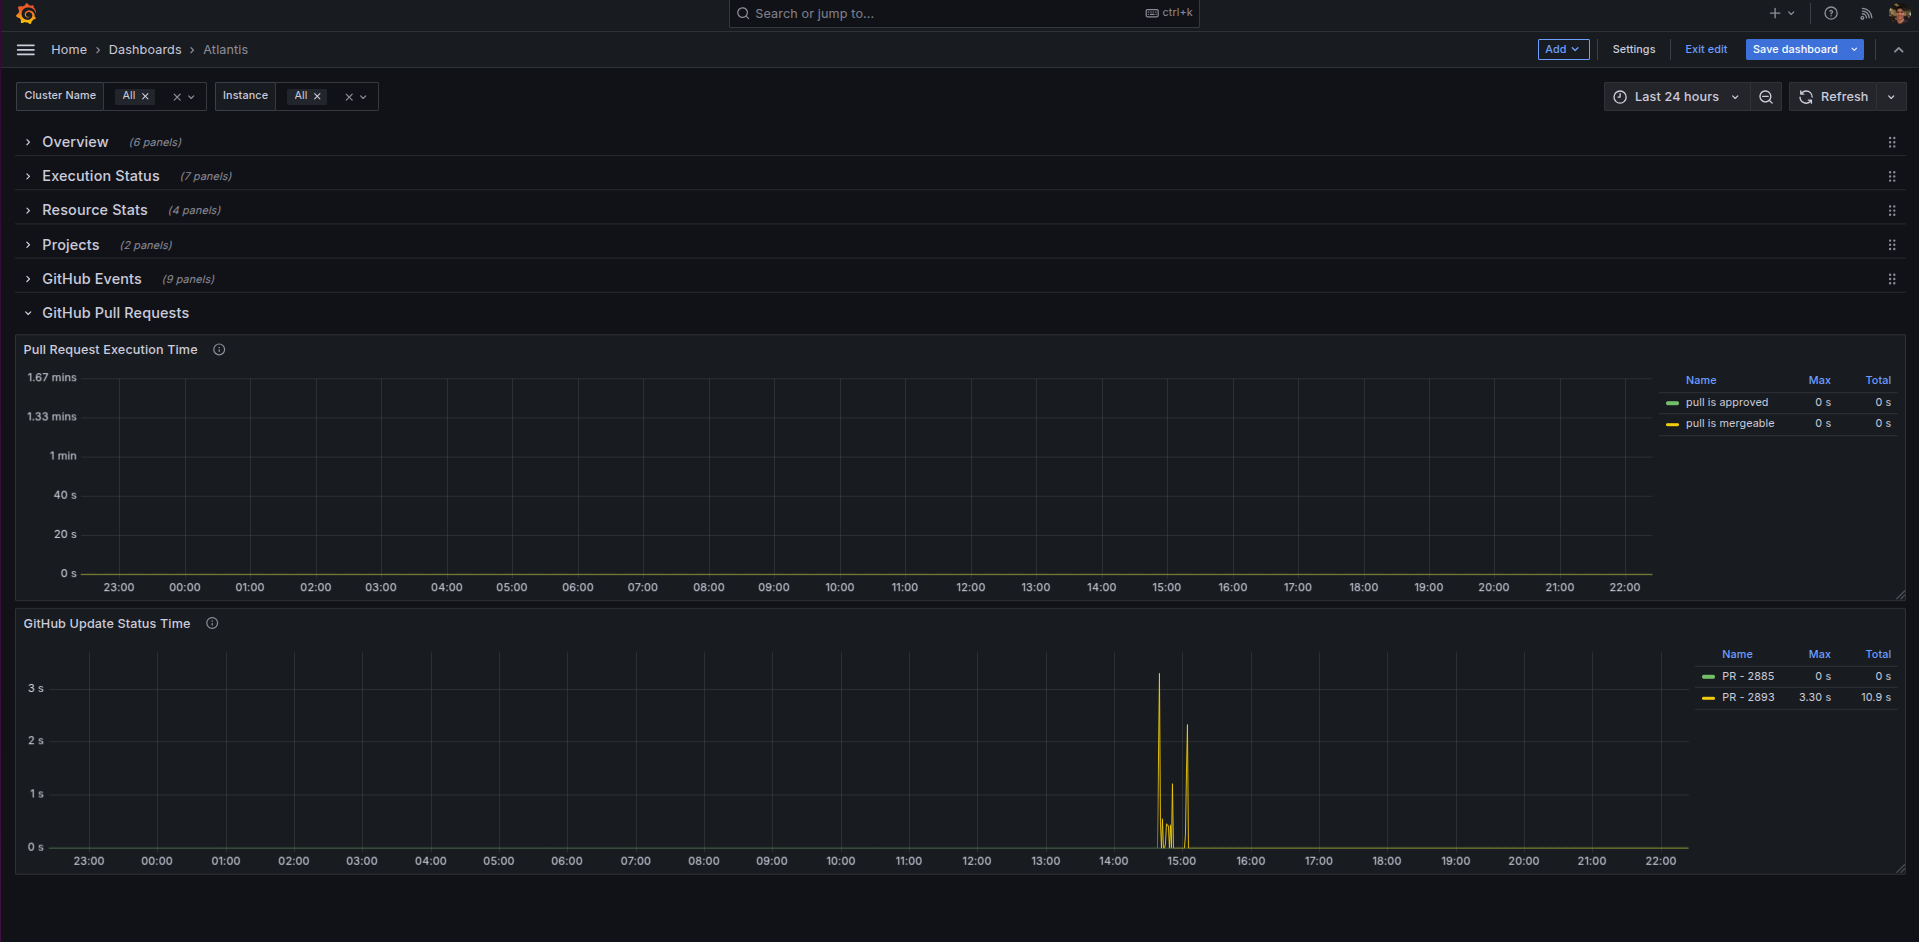 Search or jump to... ctrl+k
Home › Dashboards › Atlantis
Add Settings Exit edit Save dashboard
Cluster Name All Instance All Last 24 hours Refresh
Overview (6 panels)
Execution Status (7 panels)
Resource Stats (4 panels)
Projects (2 panels)
GitHub Events (9 panels)
GitHub Pull Requests
Pull Request Execution Time
1.67 mins
1.33 mins
1 min
40 s
20 s
0 s
23:00 00:00 01:00 02:00 03:00 04:00 05:00 06:00 07:00 08:00 09:00 10:00 11:00 12:00 13:00 14:00 15:00 16:00 17:00 18:00 19:00 20:00 21:00 22:00
Name Max Total
pull is approved 0 s 0 s
pull is mergeable 0 s 0 s
GitHub Update Status Time
3 s
2 s
1 s
0 s
23:00 00:00 01:00 02:00 03:00 04:00 05:00 06:00 07:00 08:00 09:00 10:00 11:00 12:00 13:00 14:00 15:00 16:00 17:00 18:00 19:00 20:00 21:00 22:00
Name Max Total
PR - 2885 0 s 0 s
PR - 2893 3.30 s 10.9 s